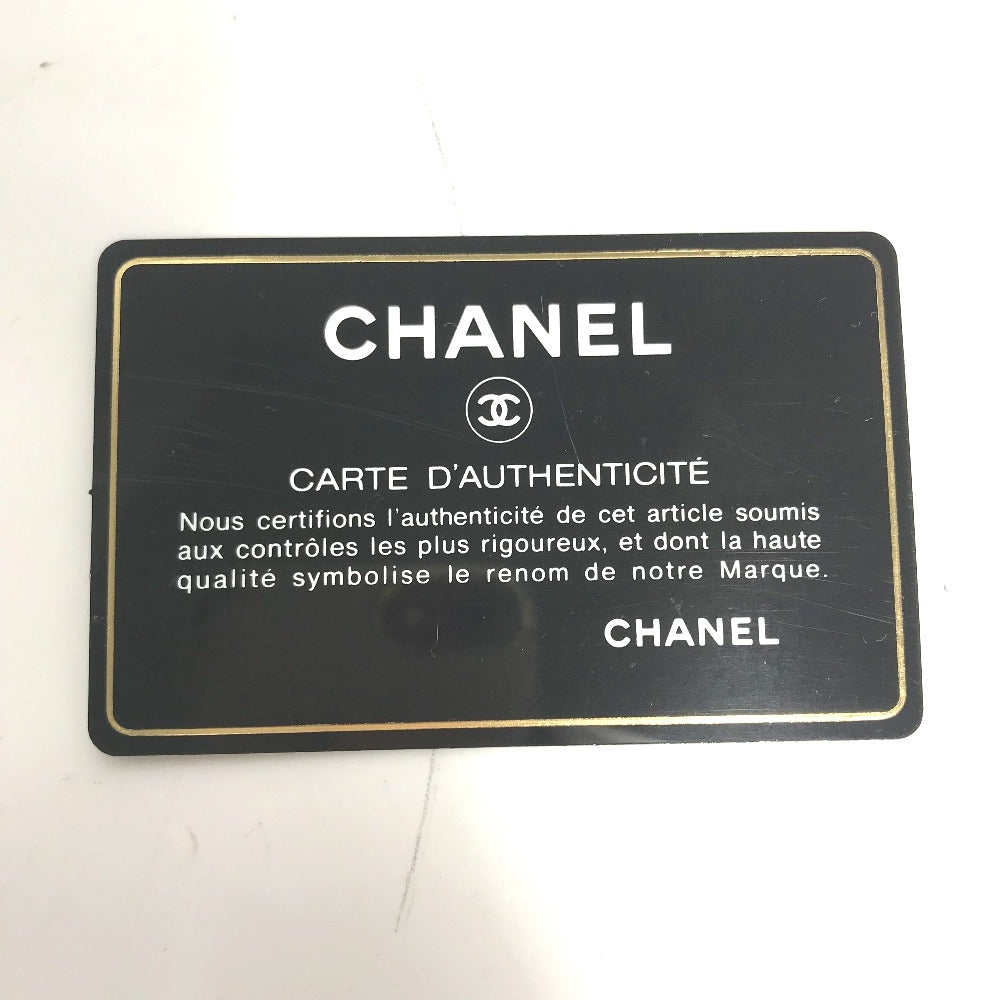 CHANEL
CARTE D'AUTHENTICITÉ
Nous certifions l'authenticité de cet article soumis
aux contrôles les plus rigoureux, et dont la haute
qualité symbolise le renom de notre Marque.
CHANEL